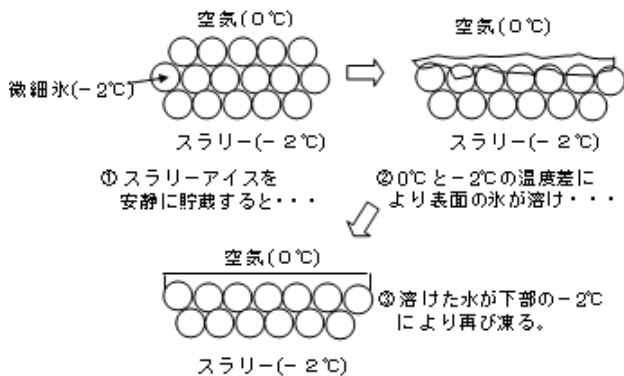 空気(0℃)
微細氷(-2℃)
スラリー(-2℃)
①スラリーアイスを
安静に貯蔵すると・・・
空気(0℃)
スラリー(-2℃)
②0℃と-2℃の温度差に
より表面の氷が溶け・・・
空気(0℃)
スラリー(-2℃)
③溶けた水が下部の-2℃
により再び凍る。